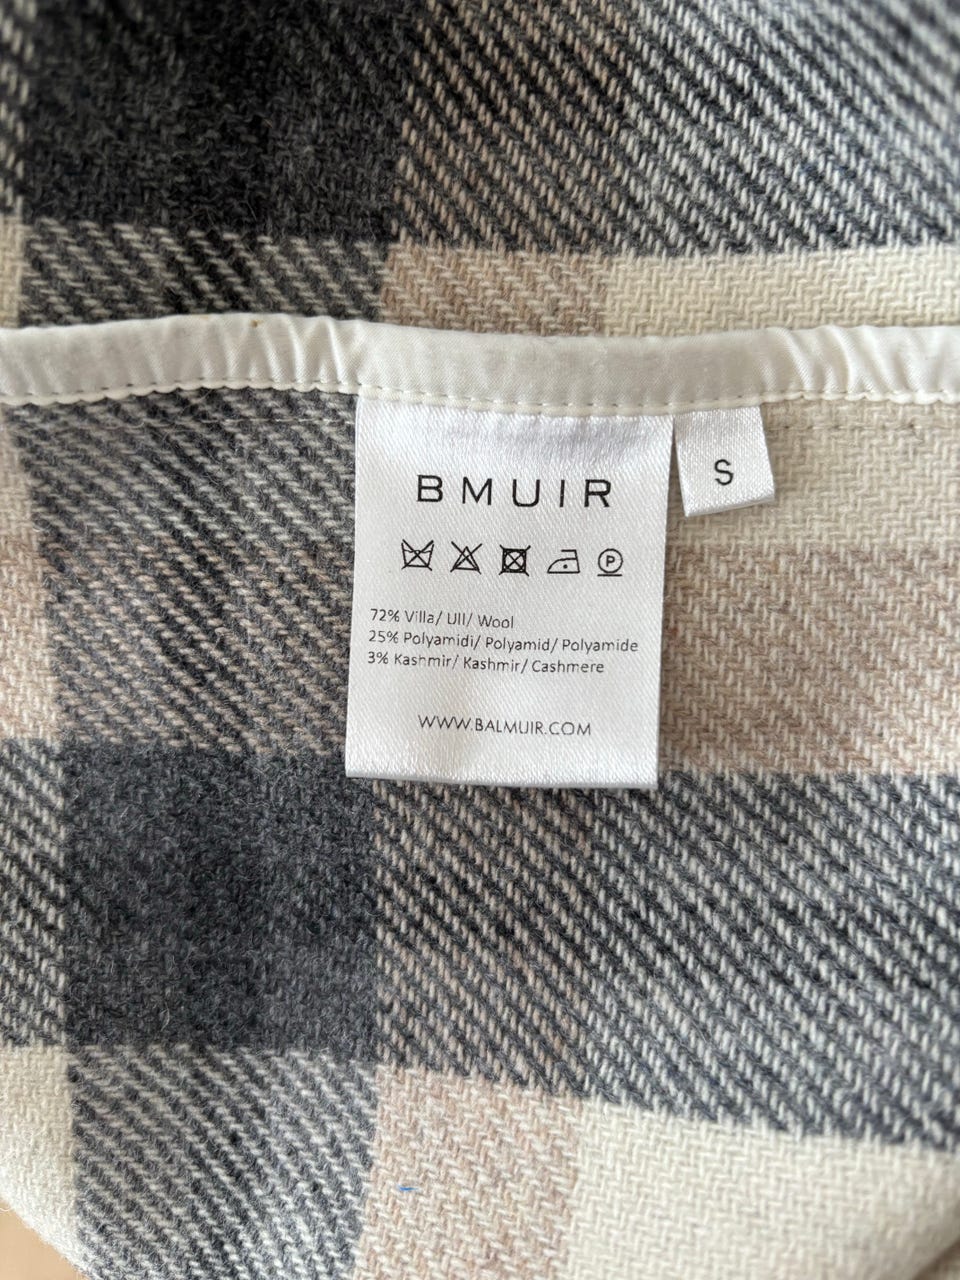 BMUIR
S
P
72% Villa/ Ull/ Wool
25% Polyamidi/ Polyamid/ Polyamide
3% Kashmir/ Kashmir/ Cashmere
WWW.BALMUIR.COM